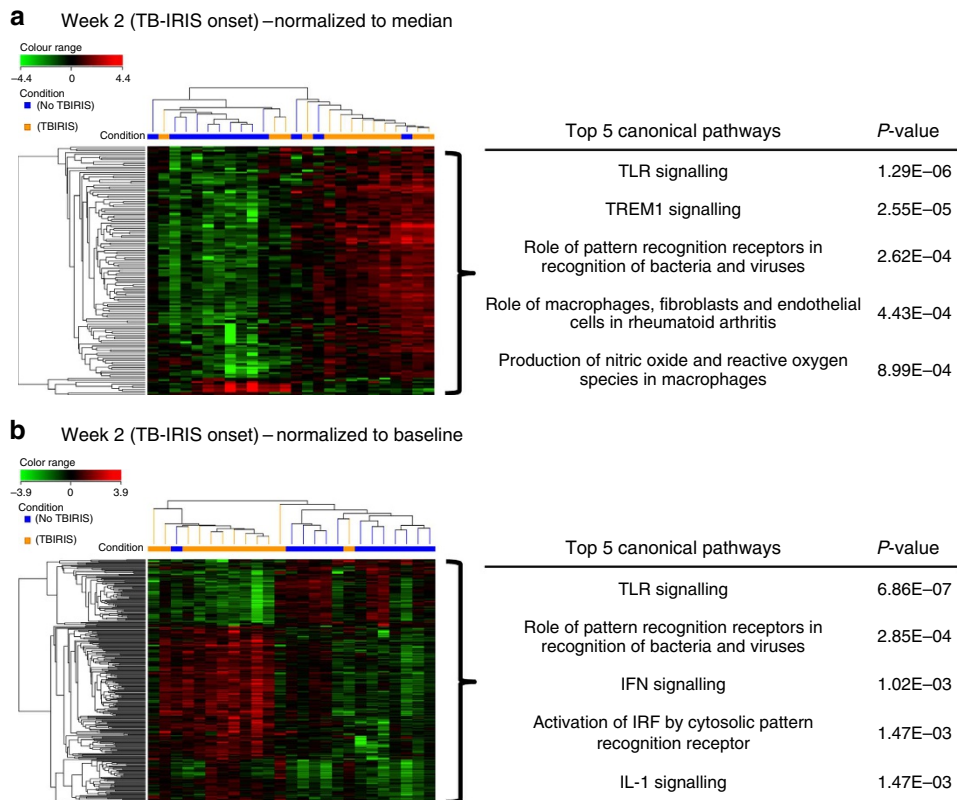 a
Week 2 (TB-IRIS onset) – normalized to median
Colour range
–4.4 0 4.4
Condition
(No TBIRIS)
(TBIRIS)
Condition
Top 5 canonical pathways P-value
TLR signalling 1.29E–06
TREM1 signalling 2.55E–05
Role of pattern recognition receptors in
recognition of bacteria and viruses 2.62E–04
Role of macrophages, fibroblasts and endothelial
cells in rheumatoid arthritis 4.43E–04
Production of nitric oxide and reactive oxygen
species in macrophages 8.99E–04
b
Week 2 (TB-IRIS onset) – normalized to baseline
Color range
–3.9 0 3.9
Condition
(No TBIRIS)
(TBIRIS)
Condition
Top 5 canonical pathways P-value
TLR signalling 6.86E–07
Role of pattern recognition receptors in
recognition of bacteria and viruses 2.85E–04
IFN signalling 1.02E–03
Activation of IRF by cytosolic pattern
recognition receptor 1.47E–03
IL-1 signalling 1.47E–03